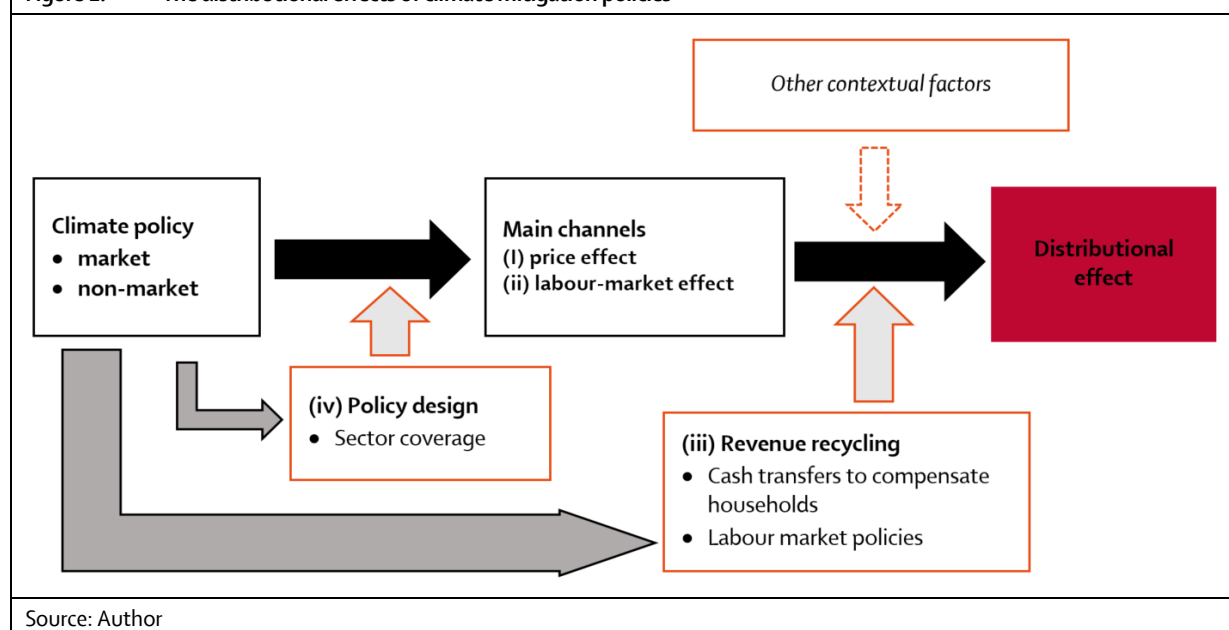 Other contextual factors
Climate policy
• market
• non-market
Main channels
(I) price effect
(ii) labour-market effect
Distributional
effect
(iv) Policy design
• Sector coverage
(iii) Revenue recycling
• Cash transfers to compensate
households
• Labour market policies
Source: Author